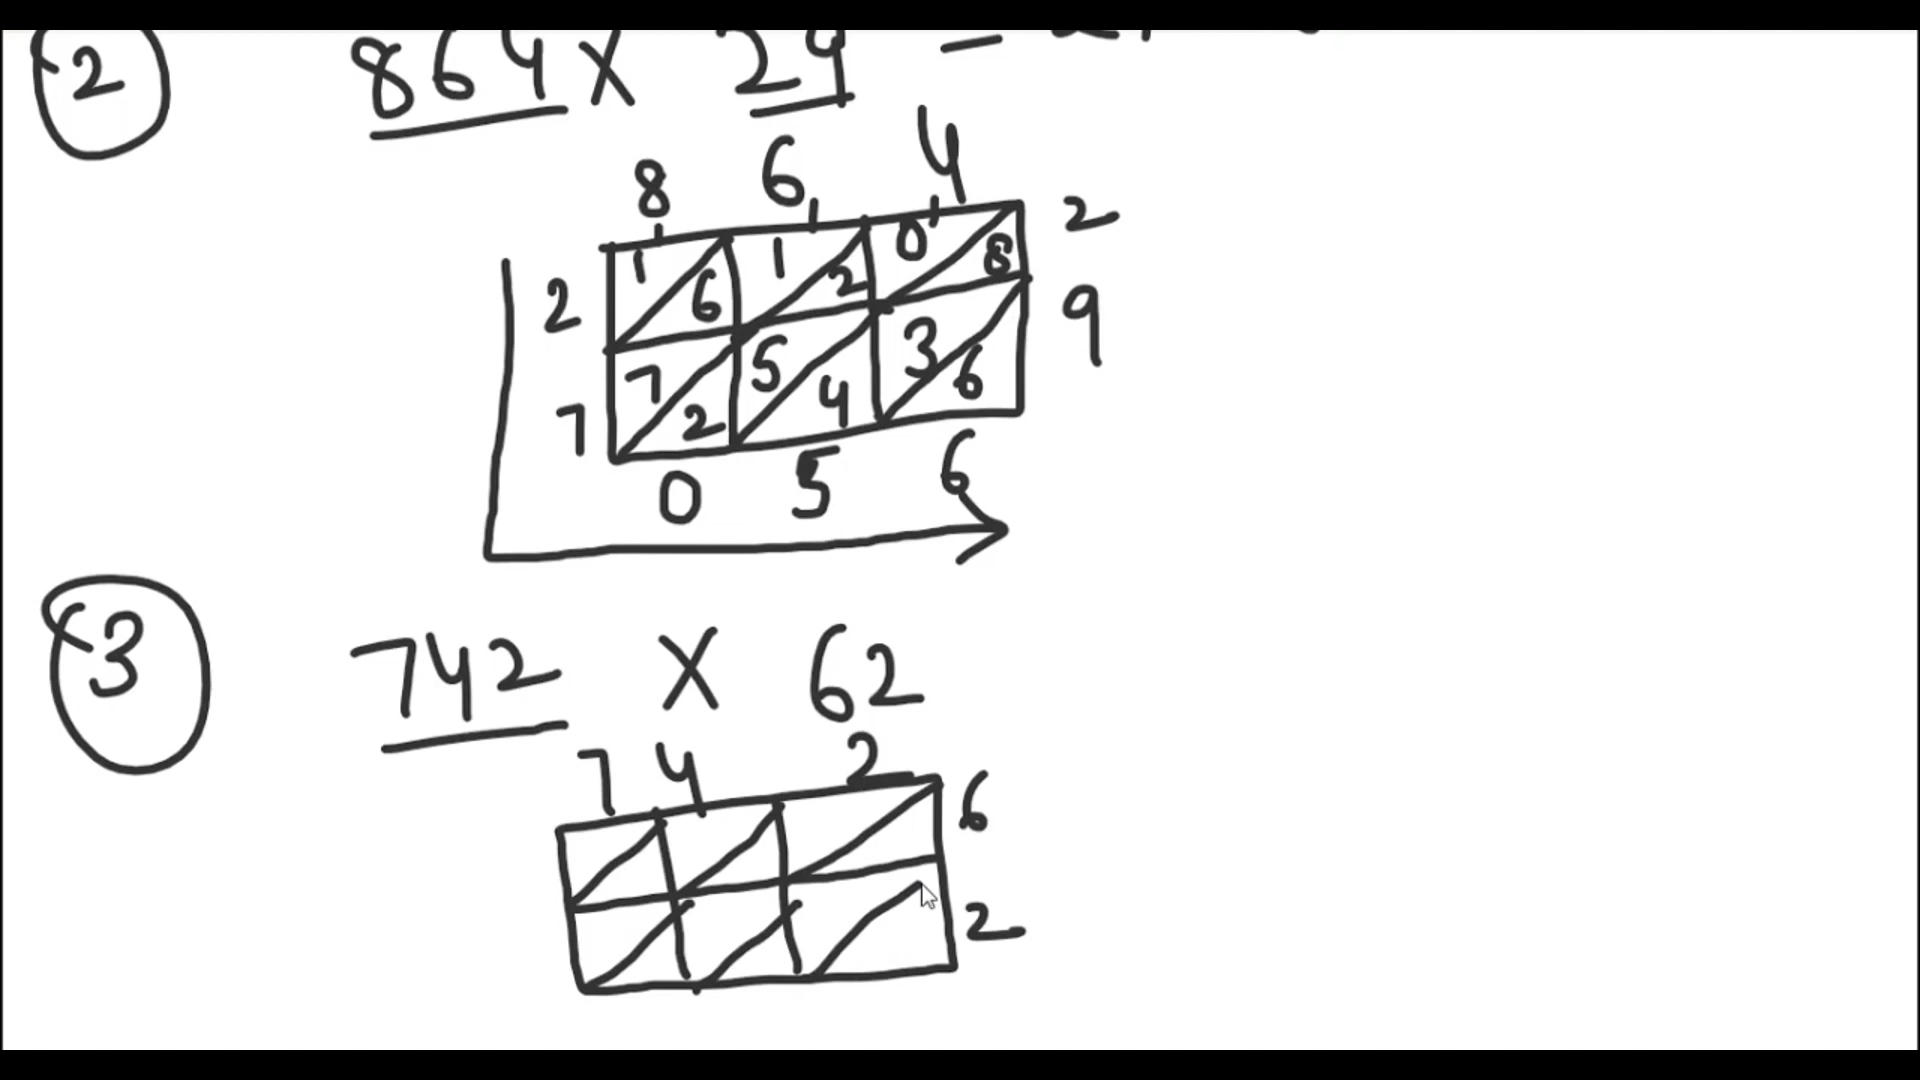 2
864 X 29 =
8 6 4
1 6 1 2 0 8 2
2 7 2 5 4 3 6 9
7
0 5 6
3
742 X 62
7 4 2
6
2